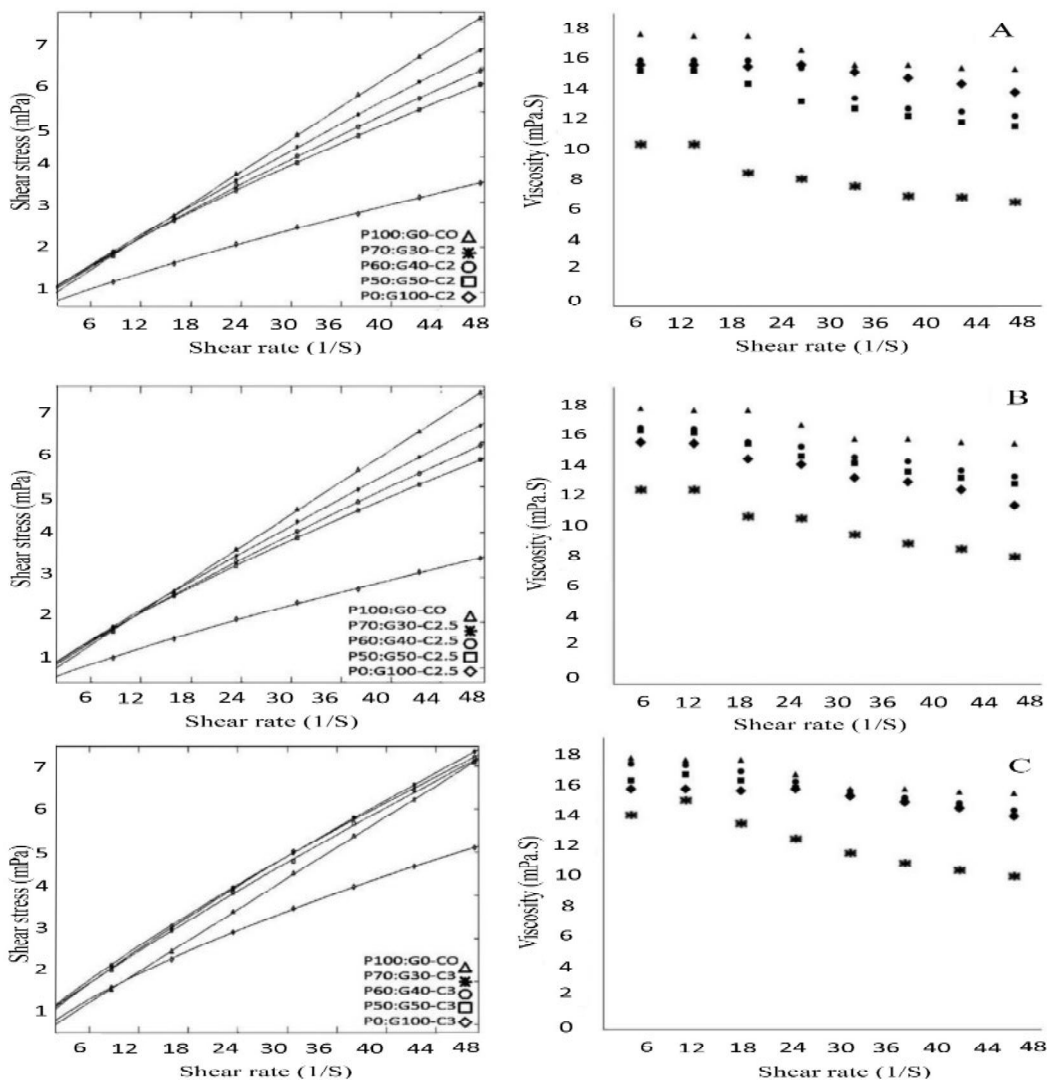 7
6
5
4
3
2
1
Shear stress (mPa)
P100:G0-CO
P70:G30-C2
P60:G40-C2
P50:G50-C2
P0:G100-C2
6 12 18 24 30 36 40 44 48
Shear rate (1/S)
A
18
16
14
12
10
8
6
4
2
0
Viscosity (mPa.S)
6 12 18 24 30 36 40 44 48
Shear rate (1/S)
7
6
5
4
3
2
1
Shear stress (mPa)
P100:G0-CO
P70:G30-C2.5
P60:G40-C2.5
P50:G50-C2.5
P0:G100-C2.5
6 12 18 24 30 36 40 44 48
Shear rate (1/S)
B
18
16
14
12
10
8
6
4
2
0
Viscosity (mPa.S)
6 12 18 24 30 36 40 44 48
Shear rate (1/S)
7
6
5
4
3
2
1
Shear stress (mPa)
P100:G0-CO
P70:G30-C3
P60:G40-C3
P50:G50-C3
P0:G100-C3
6 12 18 24 30 36 40 44 48
Shear rate (1/S)
C
18
16
14
12
10
8
6
4
2
0
Viscosity (mPa.S)
6 12 18 24 30 36 40 44 48
Shear rate (1/S)